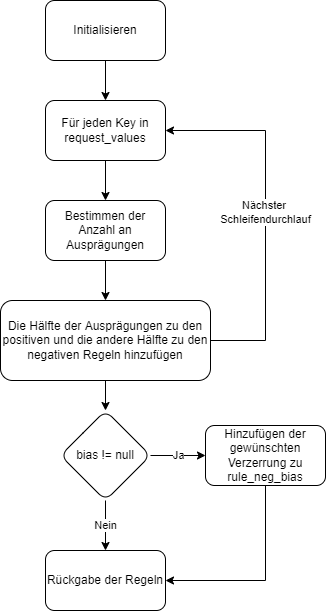 Initialisieren
Für jeden Key in
request_values
Nächster
Schleifendurchlauf
Bestimmen der
Anzahl an
Ausprägungen
Die Hälfte der Ausprägungen zu den
positiven und die andere Hälfte zu den
negativen Regeln hinzufügen
bias != null
Ja
Hinzufügen der
gewünschten
Verzerrung zu
rule_neg_bias
Nein
Rückgabe der Regeln